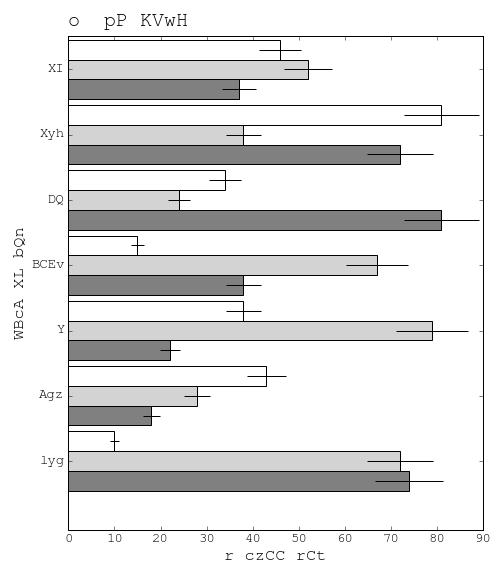 o  pP KVwH
XI
Xyh
DQ
BCEv
Y
Agz
lyg
WBcA XL bQn
0 10 20 30 40 50 60 70 80 90
r czCC rCt